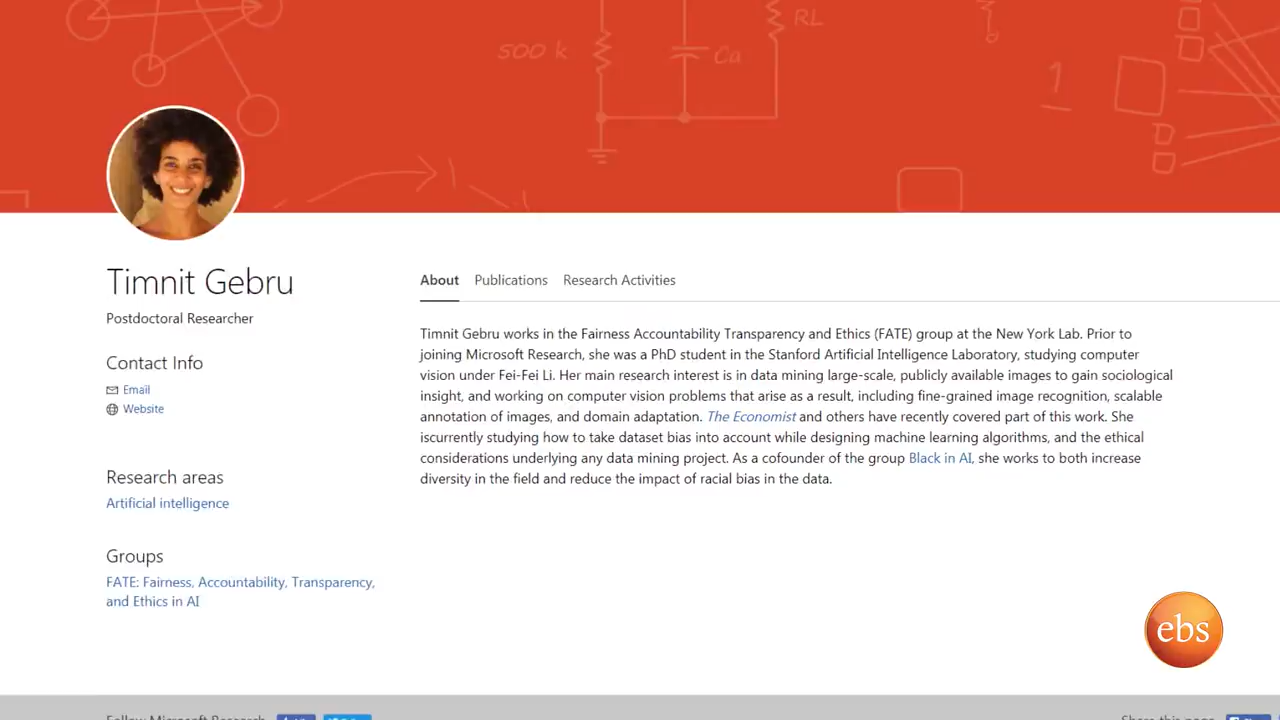 500 k
Ca
RL
1
Timnit Gebru
Postdoctoral Researcher
Contact Info
Email
Website
Research areas
Artificial intelligence
Groups
FATE: Fairness, Accountability, Transparency,
and Ethics in AI
About Publications Research Activities
Timnit Gebru works in the Fairness Accountability Transparency and Ethics (FATE) group at the New York Lab. Prior to
joining Microsoft Research, she was a PhD student in the Stanford Artificial Intelligence Laboratory, studying computer
vision under Fei-Fei Li. Her main research interest is in data mining large-scale, publicly available images to gain sociological
insight, and working on computer vision problems that arise as a result, including fine-grained image recognition, scalable
annotation of images, and domain adaptation. The Economist and others have recently covered part of this work. She
iscurrently studying how to take dataset bias into account while designing machine learning algorithms, and the ethical
considerations underlying any data mining project. As a cofounder of the group Black in AI, she works to both increase
diversity in the field and reduce the impact of racial bias in the data.
ebs
Follow Microsoft Research
Share this page